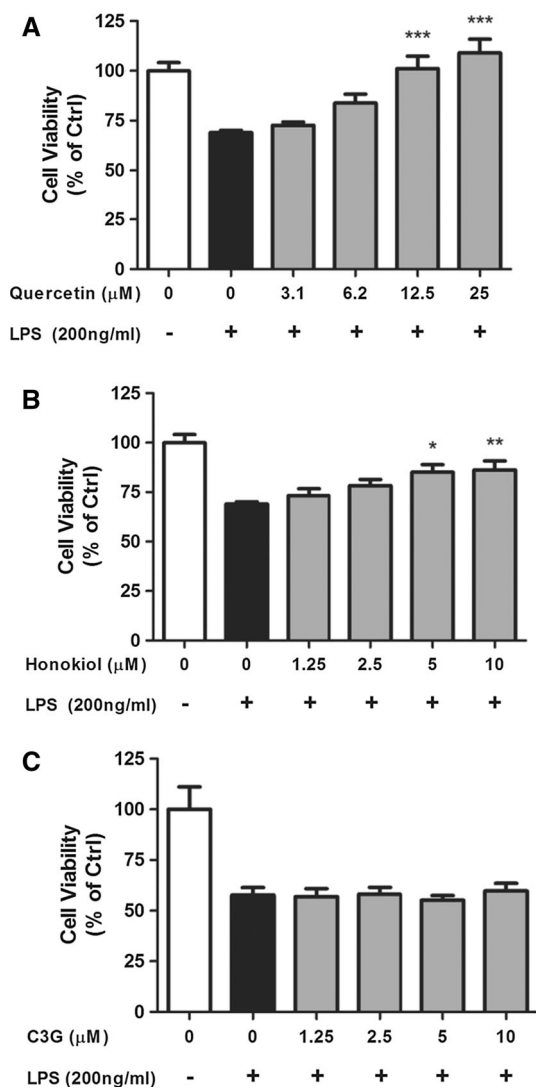 A
Cell Viability
(% of Ctrl)
125
100
75
50
25
0
*** ***
Quercetin (μM) 0 0 3.1 6.2 12.5 25
LPS (200ng/ml) - + + + + +
B
Cell Viability
(% of Ctrl)
125
100
75
50
25
0
* **
Honokiol (μM) 0 0 1.25 2.5 5 10
LPS (200ng/ml) - + + + + +
C
Cell Viability
(% of Ctrl)
125
100
75
50
25
0
C3G (μM) 0 0 1.25 2.5 5 10
LPS (200ng/ml) - + + + + +